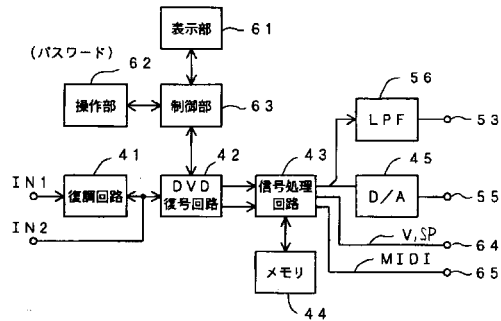 表示部
61
(パスワード)
62
操作部
制御部
63
56
LPF
53
41
42
43
45
IN1
復調回路
DVD
復号回路
信号処理
回路
D/A
55
IN2
V,SP
64
MIDI
65
メモリ
44